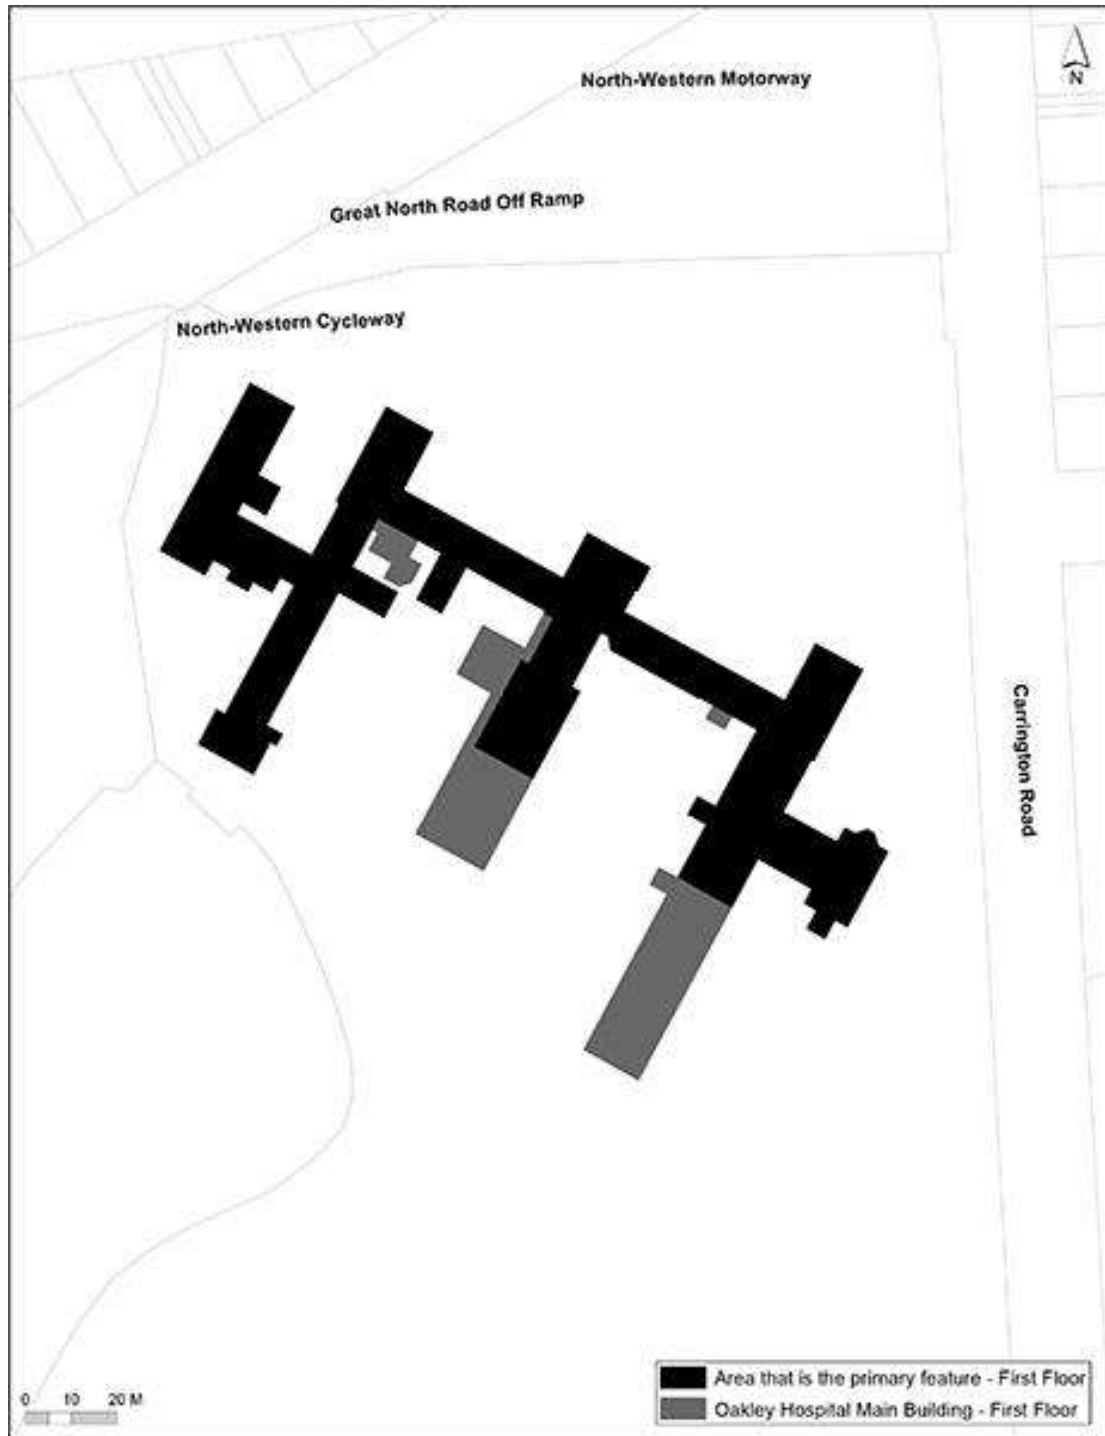 North-Western Motorway
N
Great North Road Off Ramp
North-Western Cycleway
Carrington Road
0 10 20 M
Area that is the primary feature - First Floor
Oakley Hospital Main Building - First Floor